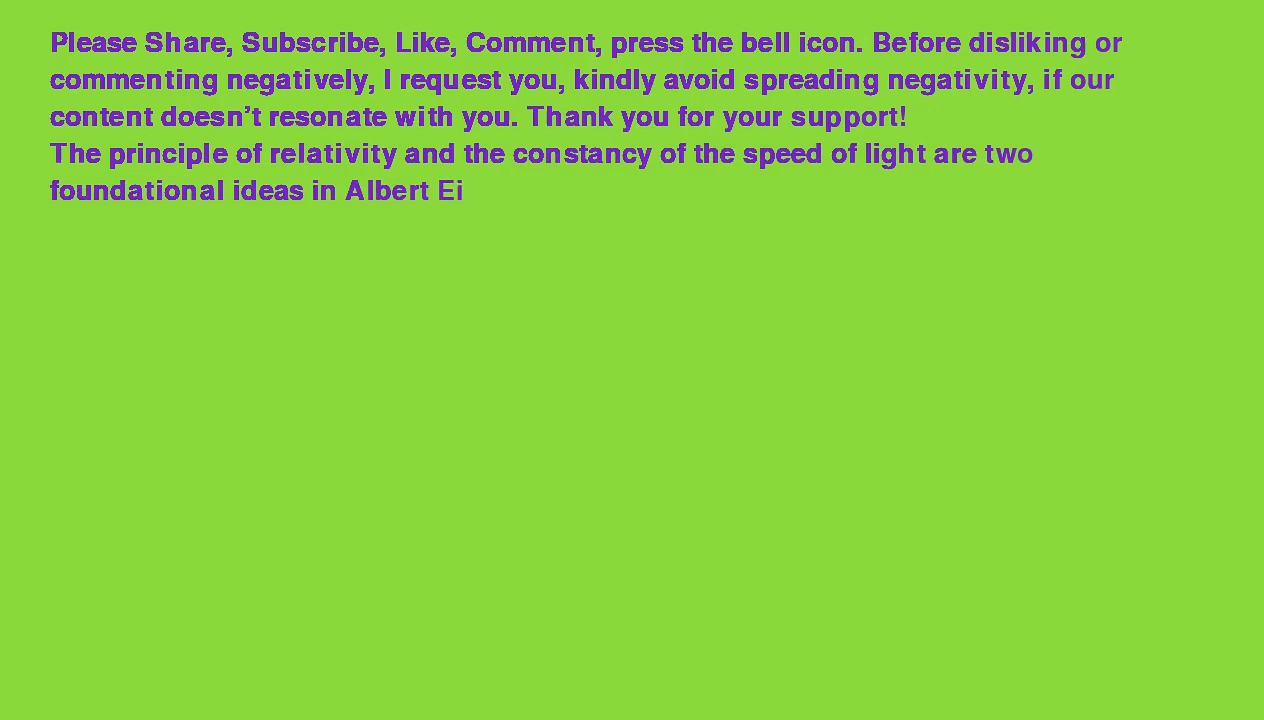 Please Share, Subscribe, Like, Comment, press the bell icon. Before disliking or
commenting negatively, I request you, kindly avoid spreading negativity, if our
content doesn’t resonate with you. Thank you for your support!
The principle of relativity and the constancy of the speed of light are two
foundational ideas in Albert Ei